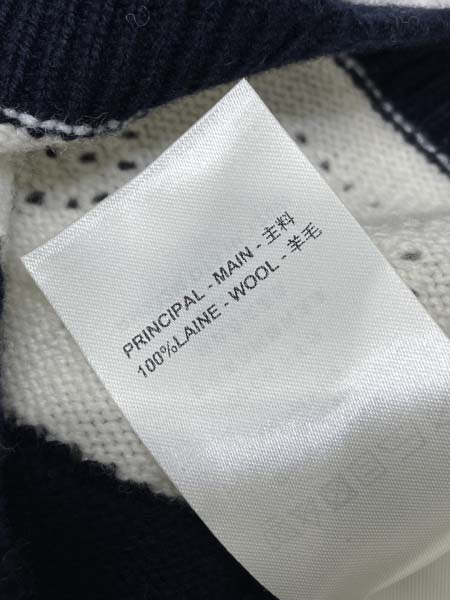 PRINCIPAL - MAIN - 主料
100%LAINE - WOOL - 羊毛